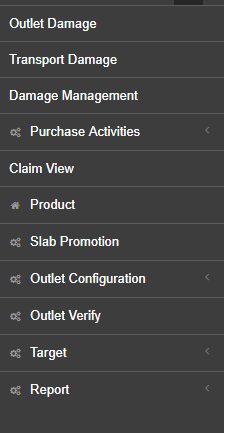 Outlet Damage
Transport Damage
Damage Management
Purchase Activities
Claim View
Product
Slab Promotion
Outlet Configuration
Outlet Verify
Target
Report